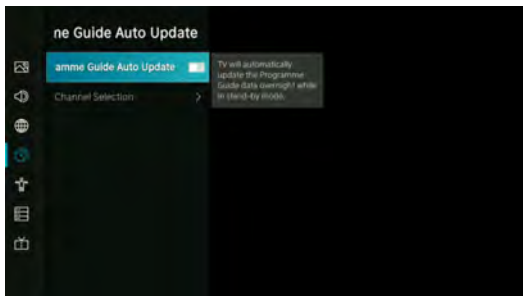 ne Guide Auto Update
amme Guide Auto Update
TV will automatically
update the Programme
Guide data overnight while
in stand-by mode.
Channel Selection